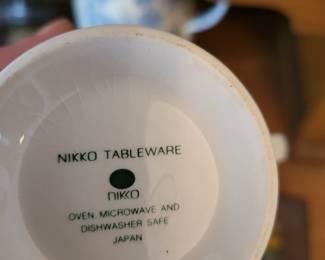 NIKKO TABLEWARE
nikko
OVEN, MICROWAVE AND
DISHWASHER SAFE
JAPAN